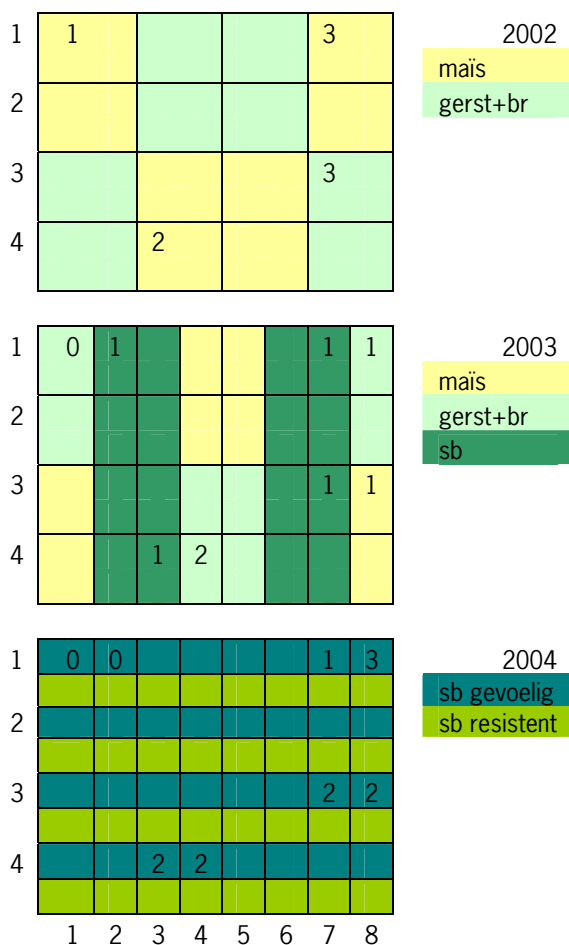 1 1 3 2002
maïs
2 gerst+br
3 3
4 2
1 0 1 1 1 2003
maïs
2 gerst+br
sb
3 1 1
4 1 2
1 0 0 1 3 2004
sb gevoelig
2 sb resistent
3 2 2
4 2 2
1 2 3 4 5 6 7 8